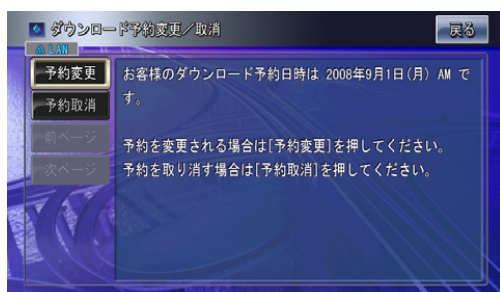 ダウンロード予約変更／取消
戻る
LAN
予約変更
予約取消
前ページ
次ページ
お客様のダウンロード予約日時は 2008年9月1日(月) AM で
す。
予約を変更される場合は[予約変更]を押してください。
予約を取り消す場合は[予約取消]を押してください。